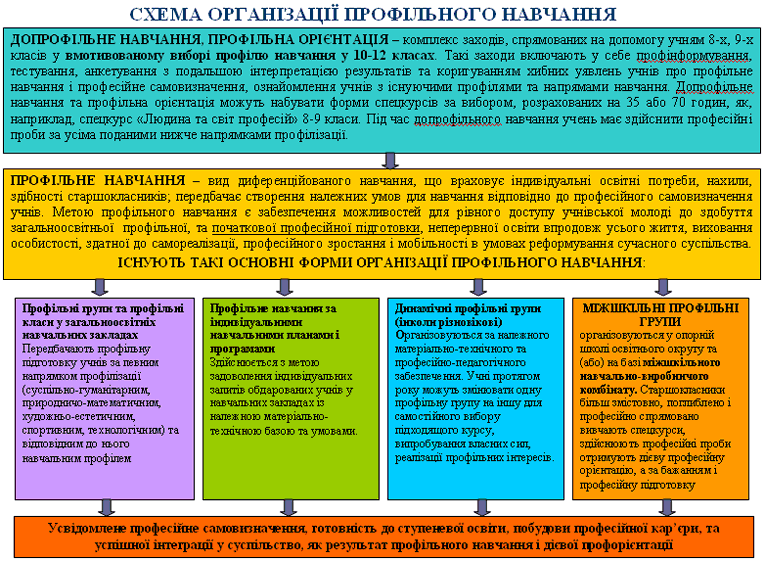 СХЕМА ОРГАНІЗАЦІЇ ПРОФІЛЬНОГО НАВЧАННЯ
ДОПРОФІЛЬНЕ НАВЧАННЯ, ПРОФІЛЬНА ОРІЄНТАЦІЯ – комплекс заходів, спрямованих на допомогу учням 8-х, 9-х
класів у вмотивованому виборі профілю навчання у 10-12 класах. Такі заходи включають у себе профінформування,
тестування, анкетування з подальшою інтерпретацією результатів та коригуванням хибних уявлень учнів про профільне
навчання і професійне самовизначення, ознайомлення учнів з існуючими профілями та напрямами навчання. Допрофільне
навчання та профільна орієнтація можуть набувати форми спецкурсів за вибором, розрахованих на 35 або 70 годин, як,
наприклад, спецкурс «Людина та світ професій» 8-9 класи. Під час допрофільного навчання учень має здійснити професійні
проби за усіма поданими нижче напрямками профілізації.
ПРОФІЛЬНЕ НАВЧАННЯ – вид диференційованого навчання, що враховує індивідуальні освітні потреби, нахили,
здібності старшокласників; передбачає створення належних умов для навчання відповідно до професійного самовизначення
учнів. Метою профільного навчання є забезпечення можливостей для рівного доступу учнівської молоді до здобуття
загальноосвітньої профільної, та початкової професійної підготовки, неперервної освіти впродовж усього життя, виховання
особистості, здатної до самореалізації, професійного зростання і мобільності в умовах реформування сучасного суспільства.
ІСНУЮТЬ ТАКІ ОСНОВНІ ФОРМИ ОРГАНІЗАЦІЇ ПРОФІЛЬНОГО НАВЧАННЯ:
Профільні групи та профільні
класи у загальноосвітніх
навчальних закладах
Передбачають профільну
підготовку учнів за певним
напрямком профілізації
(суспільно-гуманітарним,
природничо-математичним,
художньо-естетичним,
спортивним, технологічним) та
відповідним до нього
навчальним профілем
Профільне навчання за
індивідуальними
навчальними планами і
програмами
Здійснюється з метою
задоволення індивідуальних
запитів обдарованих учнів у
навчальних закладах із
належною матеріально-
технічною базою та умовами.
Динамічні профільні групи
(інколи різновікові)
Організовуються за належного
матеріально-технічного та
професійно-педагогічного
забезпечення. Учні протягом
року можуть змінювати одну
профільну групу на іншу для
самостійного вибору
підходящого курсу,
випробування власних сил,
реалізації профільних інтересів.
МІЖШКІЛЬНІ ПРОФІЛЬНІ
ГРУПИ
організовуються у опорній
школі освітнього округу та
(або) на базі міжшкільного
навчально-виробничого
комбінату. Старшокласники
більш змістовно, поглиблено і
професійно спрямовано
вивчають спецкурси,
здійснюють професійні проби
отримують дієву професійну
орієнтацію, а за бажанням і
професійну підготовку
Усвідомлене професійне самовизначення, готовність до ступеневої освіти, побудови професійної кар’єри, та
успішної інтеграції у суспільство, як результат профільного навчання і дієвої профорієнтації